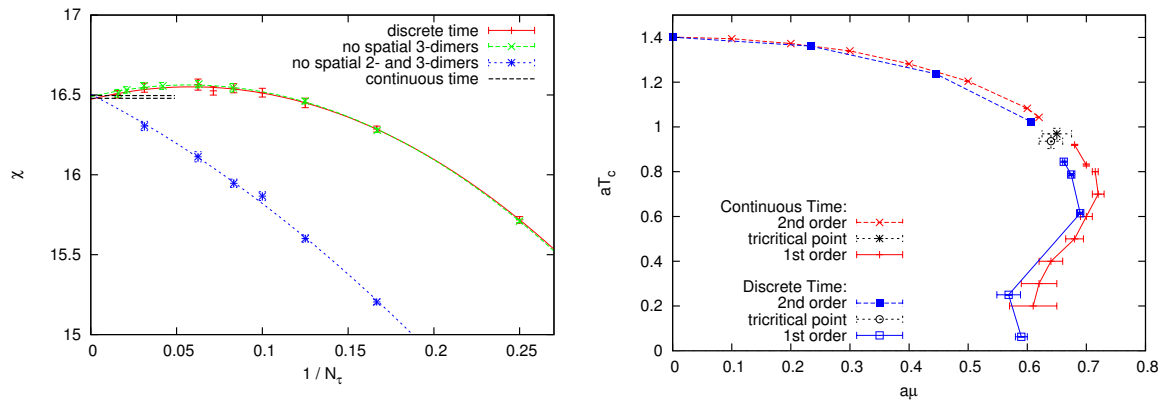 17
16.5
16
15.5
15
χ
0
0.05
0.1
0.15
0.2
0.25
1 / Nτ
discrete time
no spatial 3-dimers
no spatial 2- and 3-dimers
continuous time
1.4
1.2
1
0.8
0.6
0.4
0.2
0
aTc
0
0.1
0.2
0.3
0.4
0.5
0.6
0.7
0.8
aμ
Continuous Time:
2nd order
tricritical point
1st order
Discrete Time:
2nd order
tricritical point
1st order